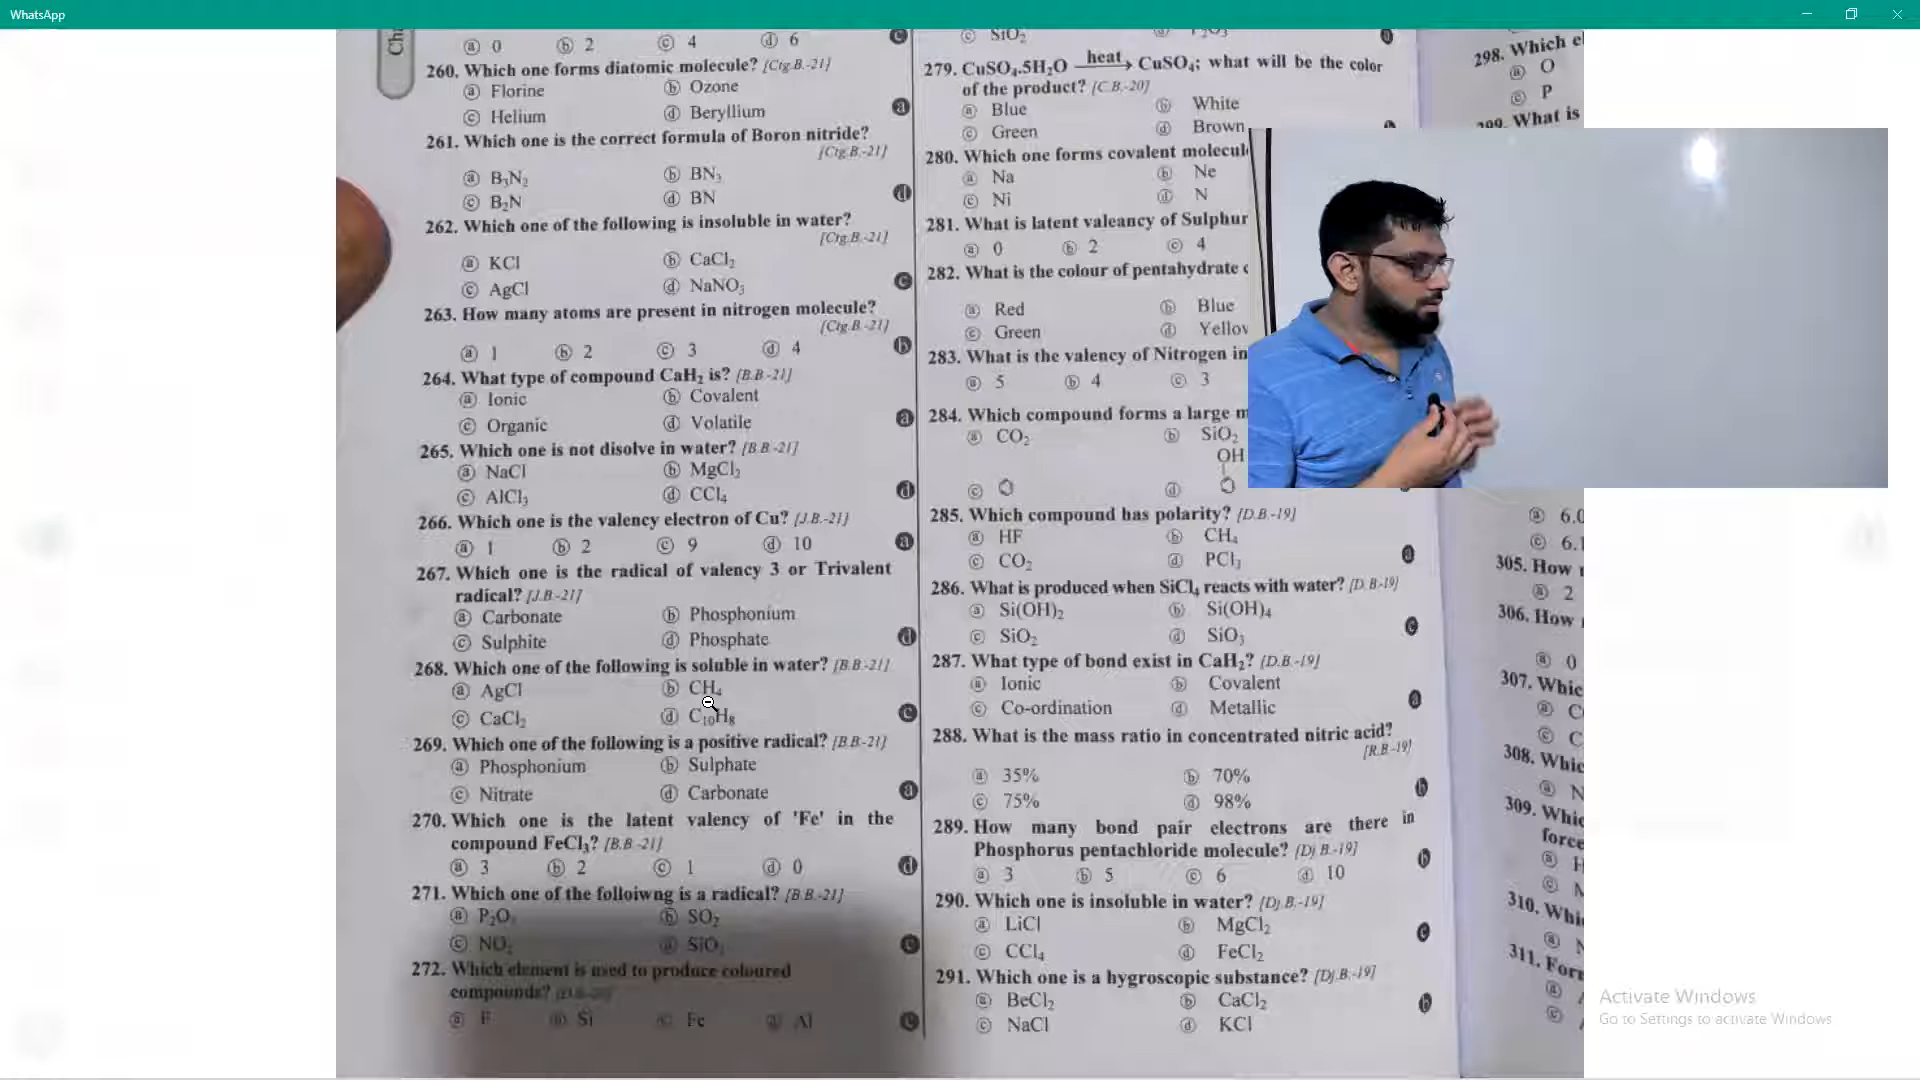 WhatsApp
Ch
ⓐ 0 ⓑ 2 ⓒ 4 ⓓ 6 ⓒ
260. Which one forms diatomic molecule? [Ctg.B.-21]
ⓐ Florine ⓑ Ozone
ⓒ Helium ⓓ Beryllium ⓐ
261. Which one is the correct formula of Boron nitride?
[Ctg.B.-21]
ⓐ B₃N₂ ⓑ BN₃
ⓒ B₂N ⓓ BN ⓓ
262. Which one of the following is insoluble in water?
[Ctg.B.-21]
ⓐ KCl ⓑ CaCl₂
ⓒ AgCl ⓓ NaNO₃ ⓒ
263. How many atoms are present in nitrogen molecule?
[Ctg.B.-21]
ⓐ 1 ⓑ 2 ⓒ 3 ⓓ 4 ⓑ
264. What type of compound CaH₂ is? [B.B.-21]
ⓐ Ionic ⓑ Covalent
ⓒ Organic ⓓ Volatile ⓐ
265. Which one is not disolve in water? [B.B.-21]
ⓐ NaCl ⓑ MgCl₂
ⓒ AlCl₃ ⓓ CCl₄ ⓓ
266. Which one is the valency electron of Cu? [J.B.-21]
ⓐ 1 ⓑ 2 ⓒ 9 ⓓ 10 ⓐ
267. Which one is the radical of valency 3 or Trivalent
radical? [J.B.-21]
ⓐ Carbonate ⓑ Phosphonium
ⓒ Sulphite ⓓ Phosphate ⓓ
268. Which one of the following is soluble in water? [B.B.-21]
ⓐ AgCl ⓑ CH₄
ⓒ CaCl₂ ⓓ C₁₀H₈ ⓒ
269. Which one of the following is a positive radical? [B.B.-21]
ⓐ Phosphonium ⓑ Sulphate
ⓒ Nitrate ⓓ Carbonate ⓐ
270. Which one is the latent valency of 'Fe' in the
compound FeCl₃? [B.B.-21]
ⓐ 3 ⓑ 2 ⓒ 1 ⓓ 0 ⓓ
271. Which one of the folloiwng is a radical? [B.B.-21]
ⓐ P₂O ⓑ SO₂
ⓒ NO₂ ⓓ SiO ⓒ
272. Which element is used to produce coloured
compounds?
ⓐ F ⓑ Si ⓒ Fe ⓓ Al ⓒ
ⓒ SiO₂
279. CuSO₄.5H₂O heat→ CuSO₄; what will be the color
of the product? [C.B.-20]
ⓐ Blue ⓑ White
ⓒ Green ⓓ Brown
280. Which one forms covalent molecul
ⓐ Na ⓑ Ne
ⓒ Ni ⓓ N
281. What is latent valeancy of Sulphur
ⓐ 0 ⓑ 2 ⓒ 4
282. What is the colour of pentahydrate c
ⓐ Red ⓑ Blue
ⓒ Green ⓓ Yellov
283. What is the valency of Nitrogen in
ⓐ 5 ⓑ 4 ⓒ 3
284. Which compound forms a large m
ⓐ CO₂ ⓑ SiO₂
OH
ⓒ ⓓ
285. Which compound has polarity? [D.B.-19]
ⓐ HF ⓑ CH₄
ⓒ CO₂ ⓓ PCl₃ ⓐ
286. What is produced when SiCl₄ reacts with water? [D.B-19]
ⓐ Si(OH)₂ ⓑ Si(OH)₄
ⓒ SiO₂ ⓓ SiO₃ ⓒ
287. What type of bond exist in CaH₂? [D.B.-19]
ⓐ Ionic ⓑ Covalent
ⓒ Co-ordination ⓓ Metallic ⓐ
288. What is the mass ratio in concentrated nitric acid?
[R.B-19]
ⓐ 35% ⓑ 70%
ⓒ 75% ⓓ 98% ⓑ
289. How many bond pair electrons are there in
Phosphorus pentachloride molecule? [Dj.B.-19]
ⓐ 3 ⓑ 5 ⓒ 6 ⓓ 10 ⓑ
290. Which one is insoluble in water? [Dj.B.-19]
ⓐ LiCl ⓑ MgCl₂
ⓒ CCl₄ ⓓ FeCl₂ ⓒ
291. Which one is a hygroscopic substance? [Dj.B.-19]
ⓐ BeCl₂ ⓑ CaCl₂
ⓒ NaCl ⓓ KCl ⓑ
298. Which el
ⓐ O
ⓒ P
299. What is
ⓐ 6.0
ⓒ 6.1
305. How
ⓐ 2
306. How
ⓐ 0
307. Whic
ⓐ C
ⓒ C
308. Whic
ⓐ N
309. Whic
force
ⓐ H
ⓒ M
310. Whi
ⓐ N
311. For
ⓐ
ⓒ
Activate Windows
Go to Settings to activate Windows